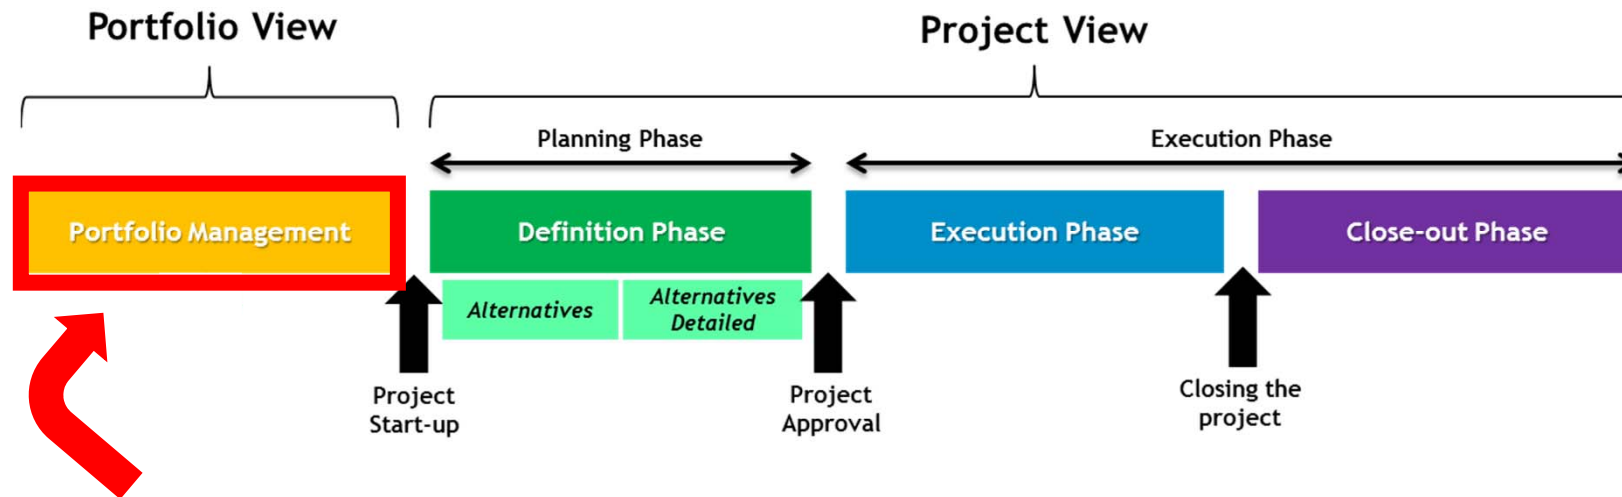 Portfolio View
Project View
Planning Phase
Execution Phase
Portfolio Management
Definition Phase
Execution Phase
Close-out Phase
Alternatives
Alternatives
Detailed
Project
Start-up
Project
Approval
Closing the
project